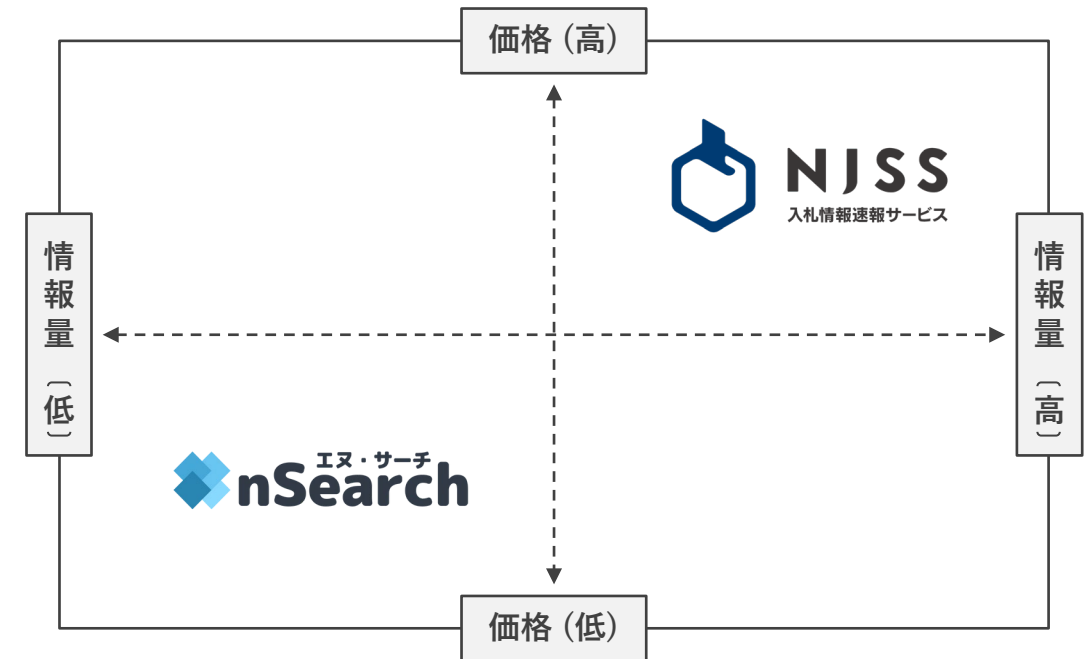 価格（高）
NJSS
入札情報速報サービス
情報量（低）
情報量（高）
エヌ・サーチ
nSearch
価格（低）